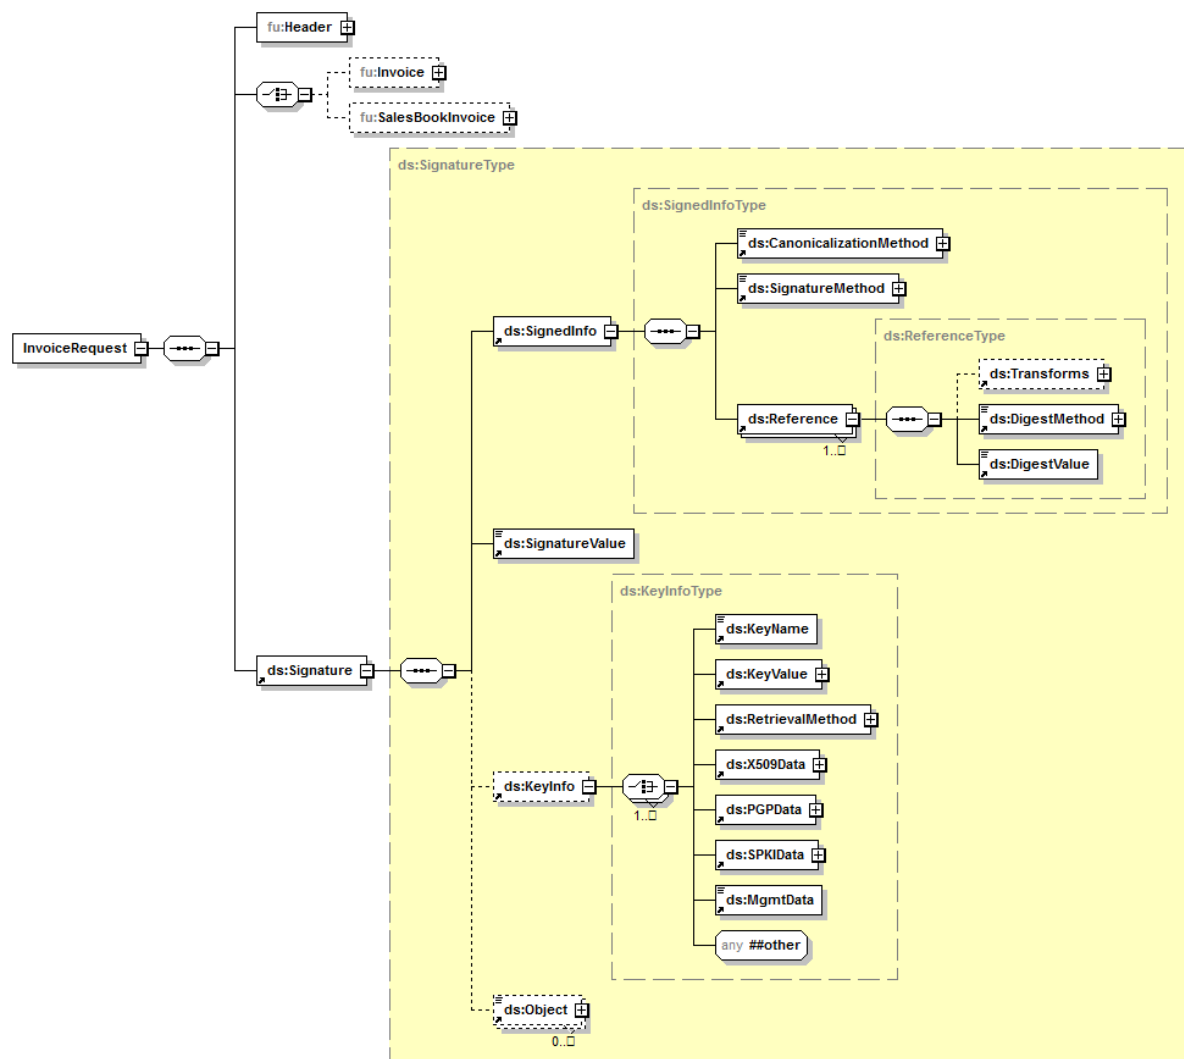 fu:Header
fu:Invoice
fu:SalesBookInvoice
ds:SignatureType
ds:SignedInfoType
ds:CanonicalizationMethod
ds:SignatureMethod
ds:SignedInfo
ds:ReferenceType
InvoiceRequest
ds:Transforms
ds:Reference
ds:DigestMethod
1..□
ds:DigestValue
ds:SignatureValue
ds:KeyInfoType
ds:KeyName
ds:Signature
ds:KeyValue
ds:RetrievalMethod
ds:X509Data
ds:KeyInfo
1..□
ds:PGPData
ds:SPKIData
ds:MgmtData
any ##other
ds:Object
0..□